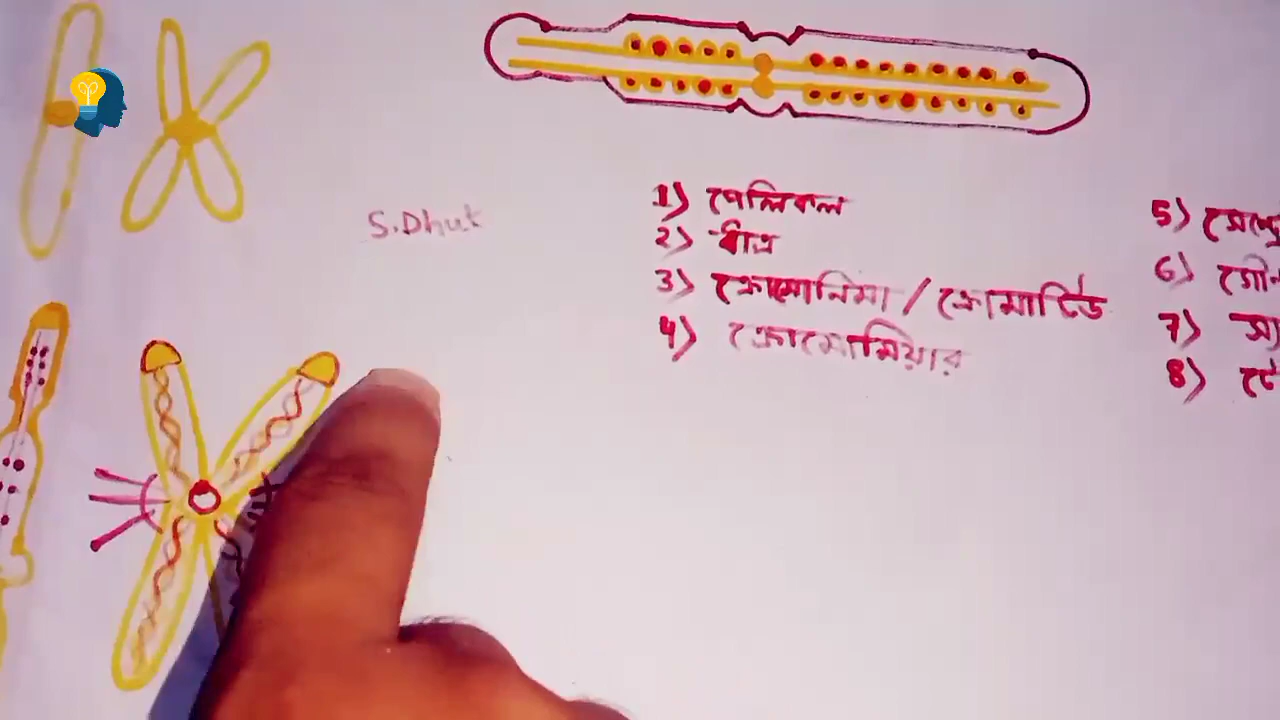 S.Dhut
1) পেলিকল
2) ধাত্র
3) ক্রোমোনিমা / ক্রোমাটিড
4) ক্রোমোমিয়ার
5)
6)
7)
8)